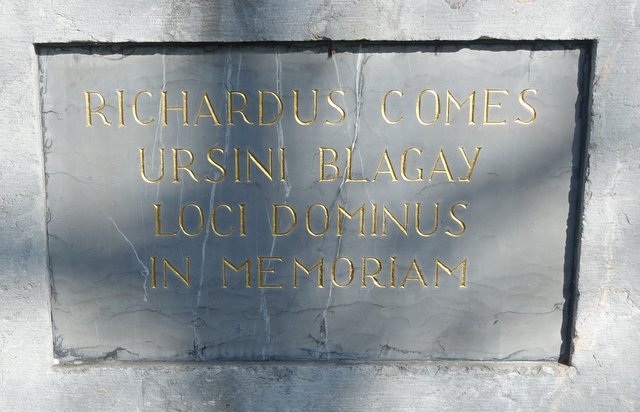 RICHARDUS COMES
URSINI BLAGAY
LOCI DOMINUS
IN MEMORIAM